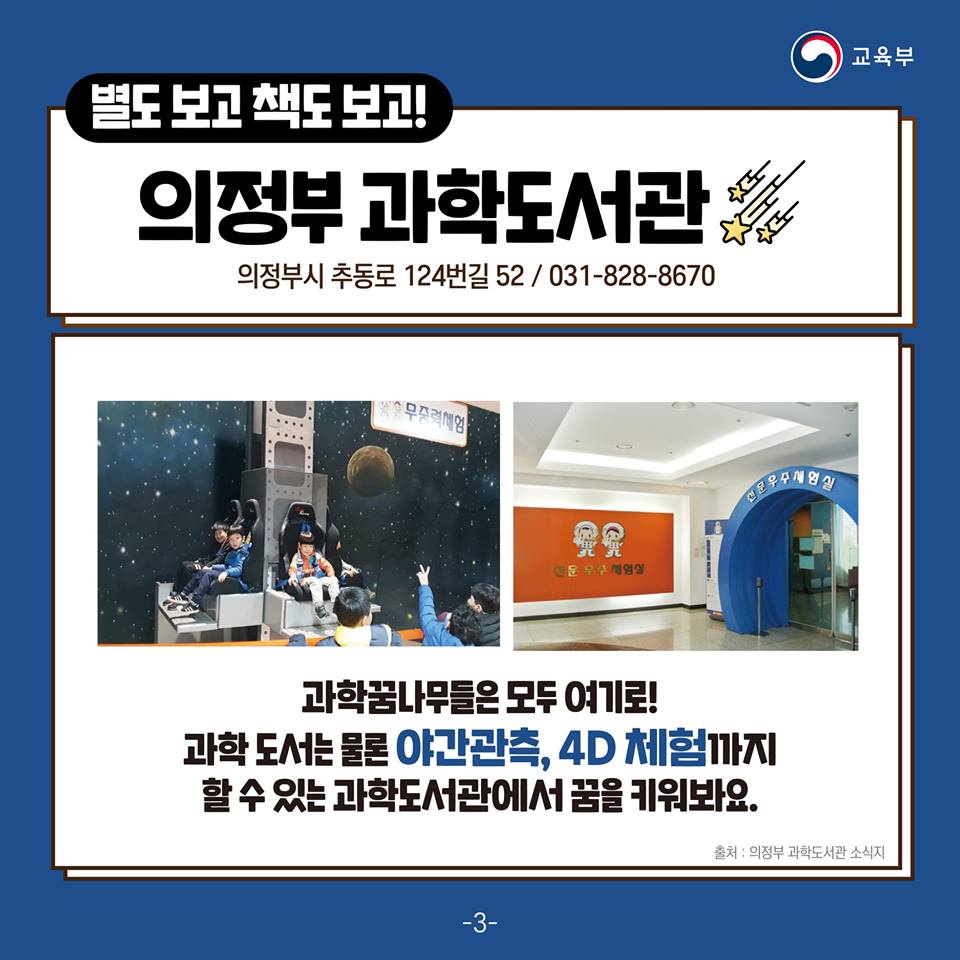 교육부
별도 보고 책도 보고!
의정부 과학도서관
의정부시 추동로 124번길 52 / 031-828-8670
무중력체험
천문우주체험실
천문 우주 체험실
과학꿈나무들은 모두 여기로!
과학 도서는 물론 야간관측, 4D 체험까지
할 수 있는 과학도서관에서 꿈을 키워봐요.
출처 : 의정부 과학도서관 소식지
-3-